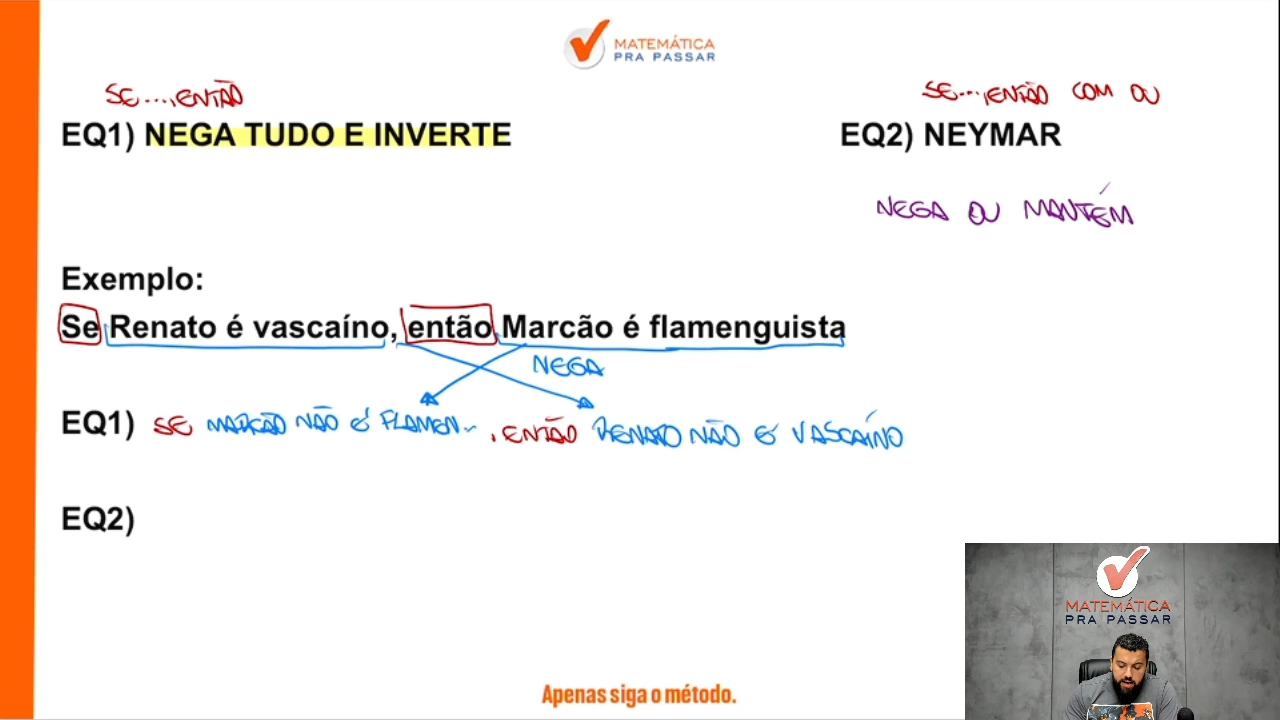 MATEMÁTICA
PRA PASSAR
SE...,ENTÃO
SE...,ENTÃO COM OU
EQ1) NEGA TUDO E INVERTE
EQ2) NEYMAR
NEGA OU MANTÉM
Exemplo:
Se Renato é vascaíno, então Marcão é flamenguista
NEGA
EQ1) SE MARCÃO NÃO É FLAMEN... , ENTÃO RENATO NÃO É VASCAÍNO
EQ2)
MATEMÁTICA
PRA PASSAR
Apenas siga o método.